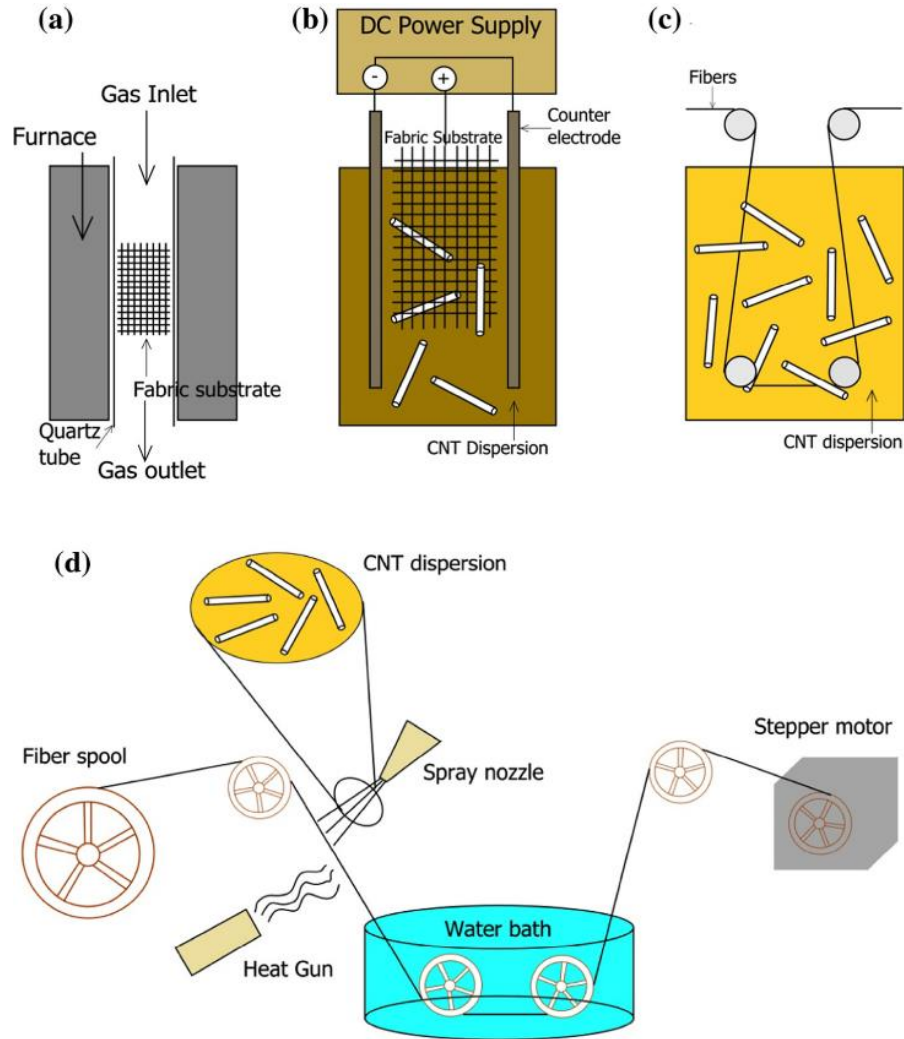 (a)
Gas Inlet
Furnace
Fabric substrate
Quartz
tube
Gas outlet
(b)
DC Power Supply
-
+
Counter
electrode
Fabric Substrate
CNT Dispersion
(c)
Fibers
CNT dispersion
(d)
CNT dispersion
Fiber spool
Spray nozzle
Stepper motor
Heat Gun
Water bath